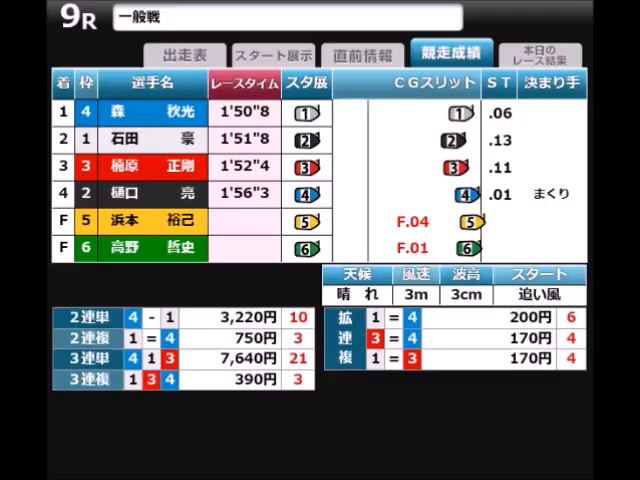 9R 一般戦
出走表 スタート展示 直前情報 競走成績 本日のレース結果
着 枠 選手名 レースタイム スタ展 CGスリット ST 決まり手
1 4 森 秋光 1'50"8 1 1 .06
2 1 石田 豪 1'51"8 2 2 .13
3 3 楠原 正剛 1'52"4 3 3 .11
4 2 樋口 亮 1'56"3 4 4 .01 まくり
F 5 浜本 裕己 5 F.04 5
F 6 高野 哲史 6 F.01 6
天候 風速 波高 スタート
晴れ 3m 3cm 追い風
2連単 4 - 1 3,220円 10
2連複 1 = 4 750円 3
3連単 4 1 3 7,640円 21
3連複 1 3 4 390円 3
拡 1 = 4 200円 6
連 3 = 4 170円 4
複 1 = 3 170円 4